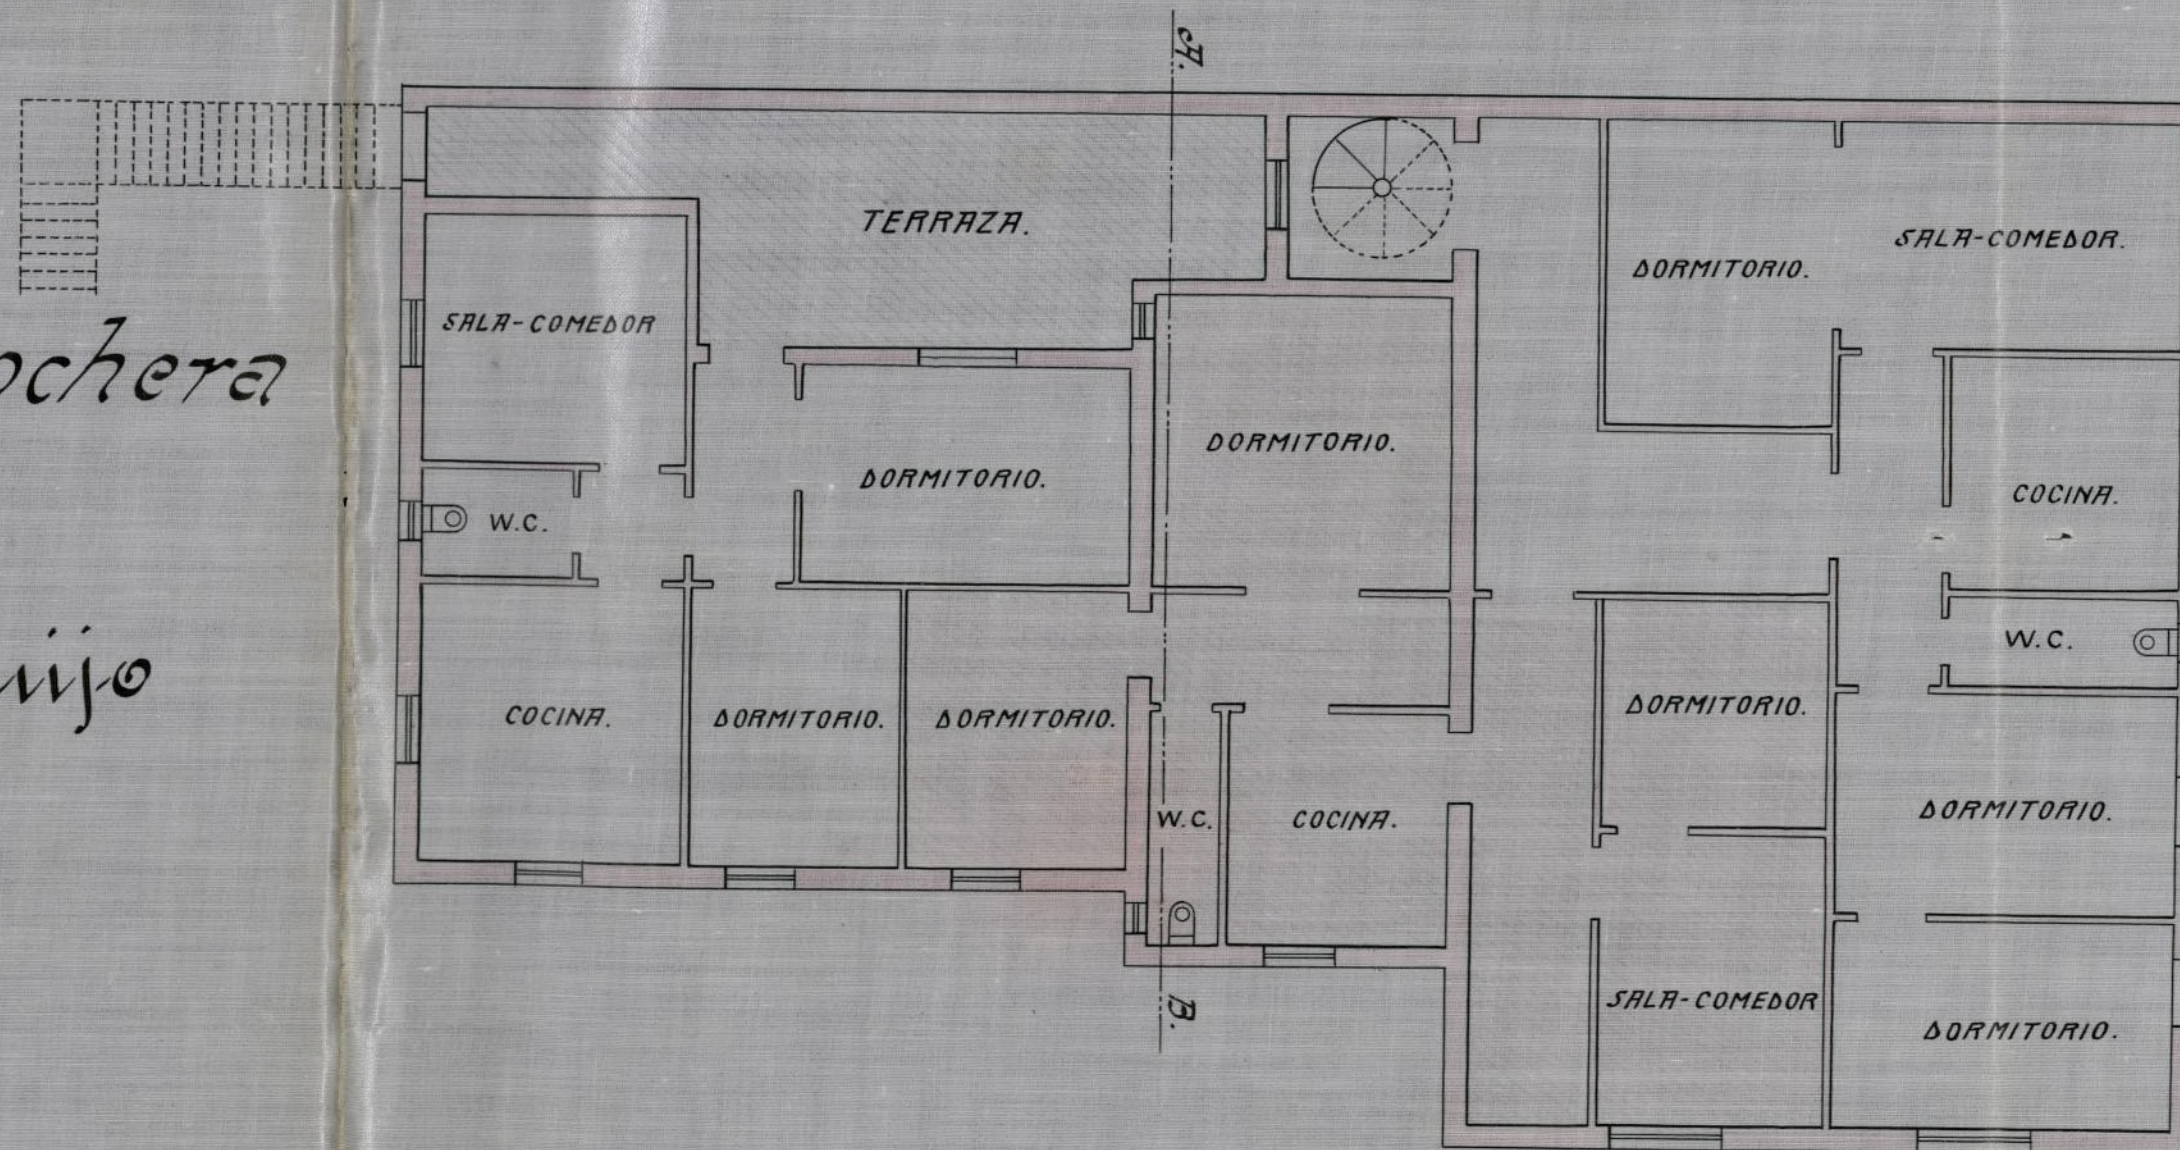 A.
TERRAZA.
SALA-COMEDOR.
DORMITORIO.
SALA-COMEDOR
ochera
DORMITORIO.
DORMITORIO.
COCINA.
W.C.
W.C.
DORMITORIO.
COCINA.
DORMITORIO.
DORMITORIO.
W.C.
COCINA.
DORMITORIO.
SALA-COMEDOR
B.
DORMITORIO.